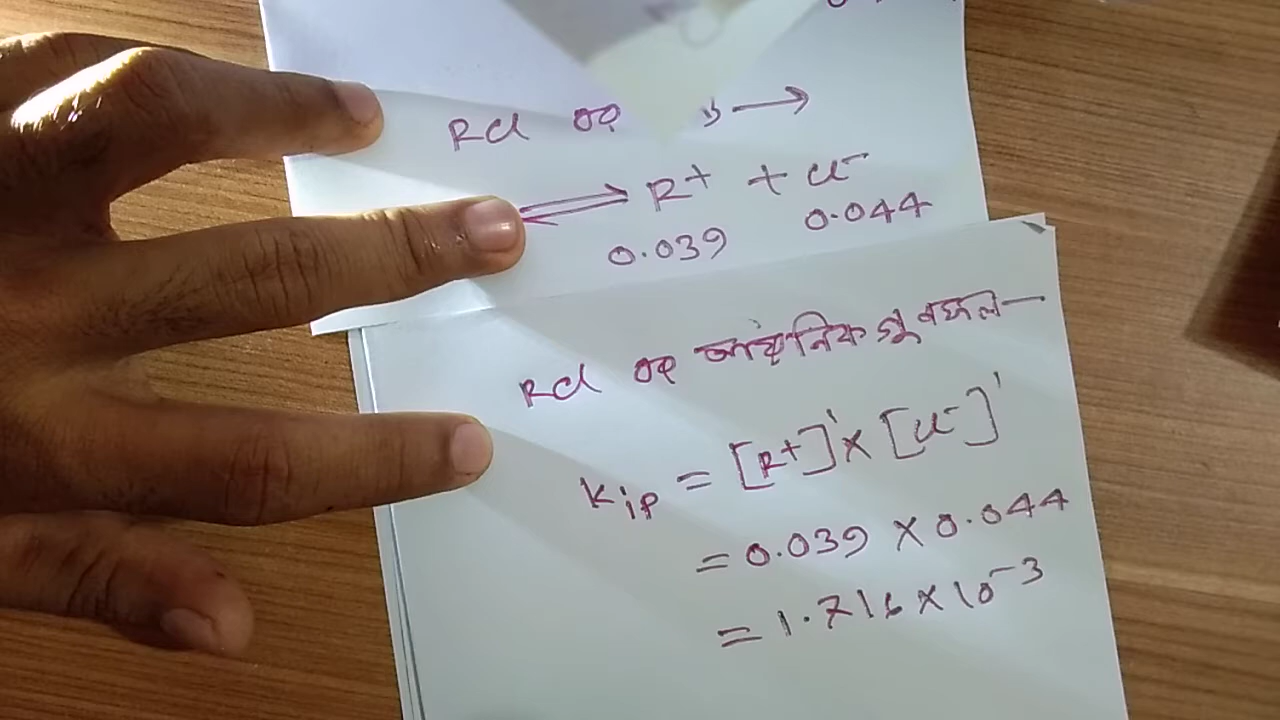 RCl এর →
⇌ R⁺ + Cl⁻
0.039 0.044
RCl এর আয়নিক গুণফল—
Kip = [R⁺]¹ × [Cl⁻]¹
= 0.039 × 0.044
= 1.716 × 10⁻³